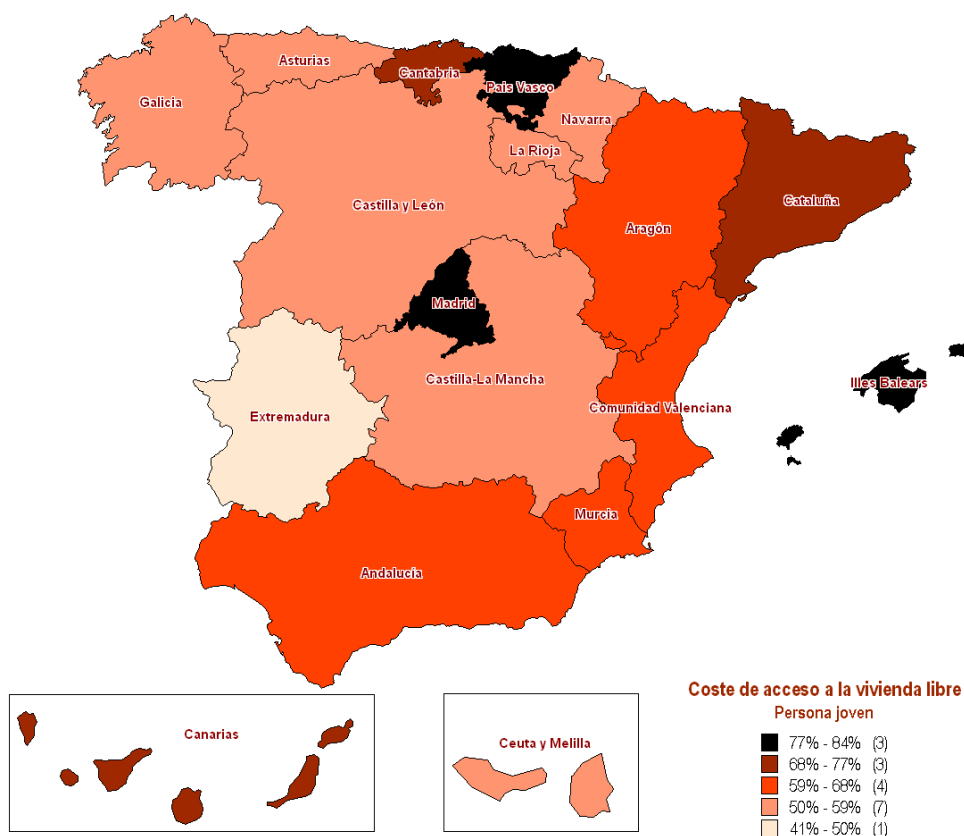 Asturias
Cantabria
Pais Vasco
Galicia
Navarra
La Rioja
Castilla y León
Cataluña
Aragón
Madrid
Castilla-La Mancha
Illes Balears
Comunidad Valenciana
Extremadura
Murcia
Andalucía
Canarias
Ceuta y Melilla
Coste de acceso a la vivienda libre
Persona joven
77% - 84% (3)
68% - 77% (3)
59% - 68% (4)
50% - 59% (7)
41% - 50% (1)